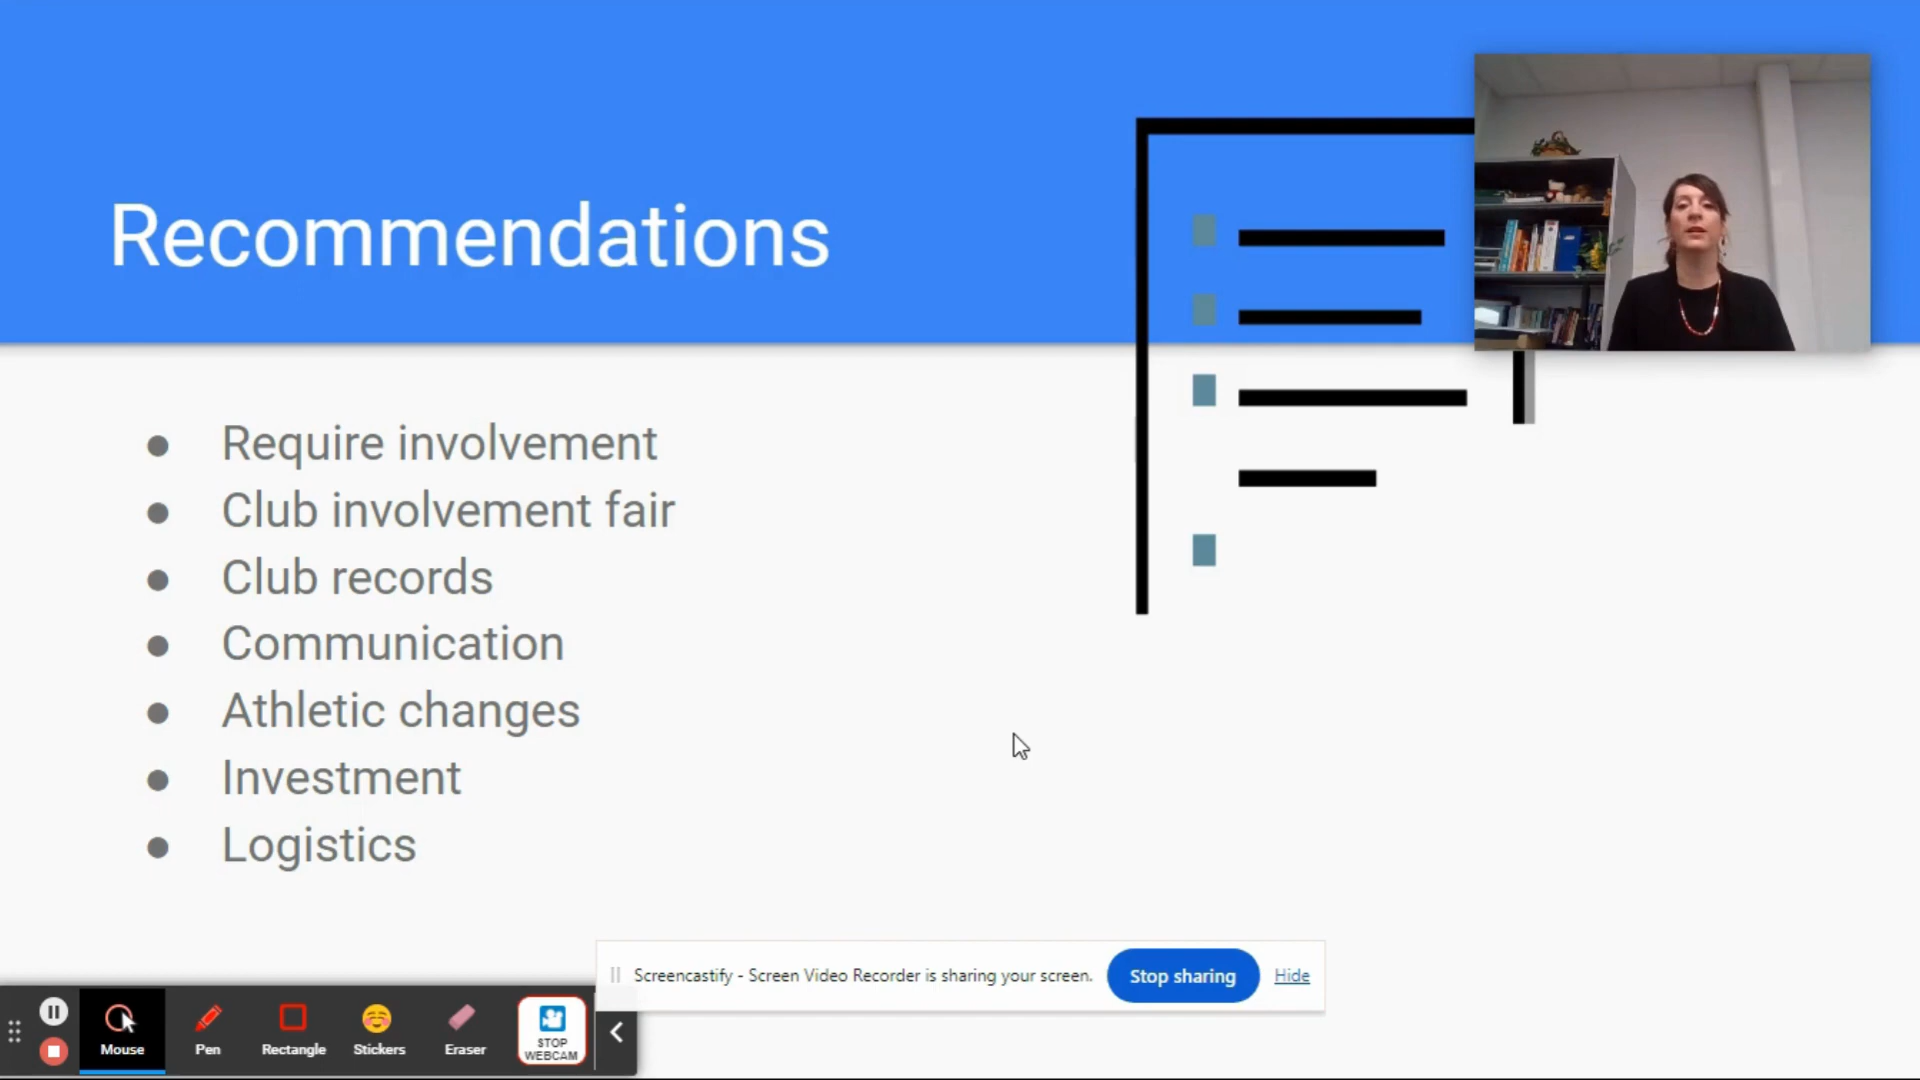 Recommendations
● Require involvement
● Club involvement fair
● Club records
● Communication
● Athletic changes
● Investment
● Logistics
Screencastify - Screen Video Recorder is sharing your screen.
Stop sharing
Hide
Mouse
Pen
Rectangle
Stickers
Eraser
STOP
WEBCAM